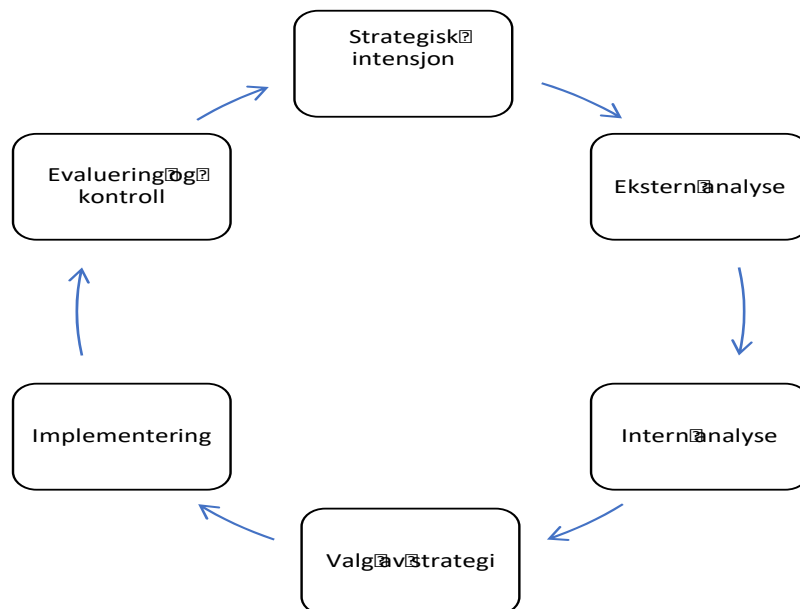 Strategisk
intensjon
Ekstern analyse
Intern analyse
Valg av strategi
Implementering
Evaluering og
kontroll